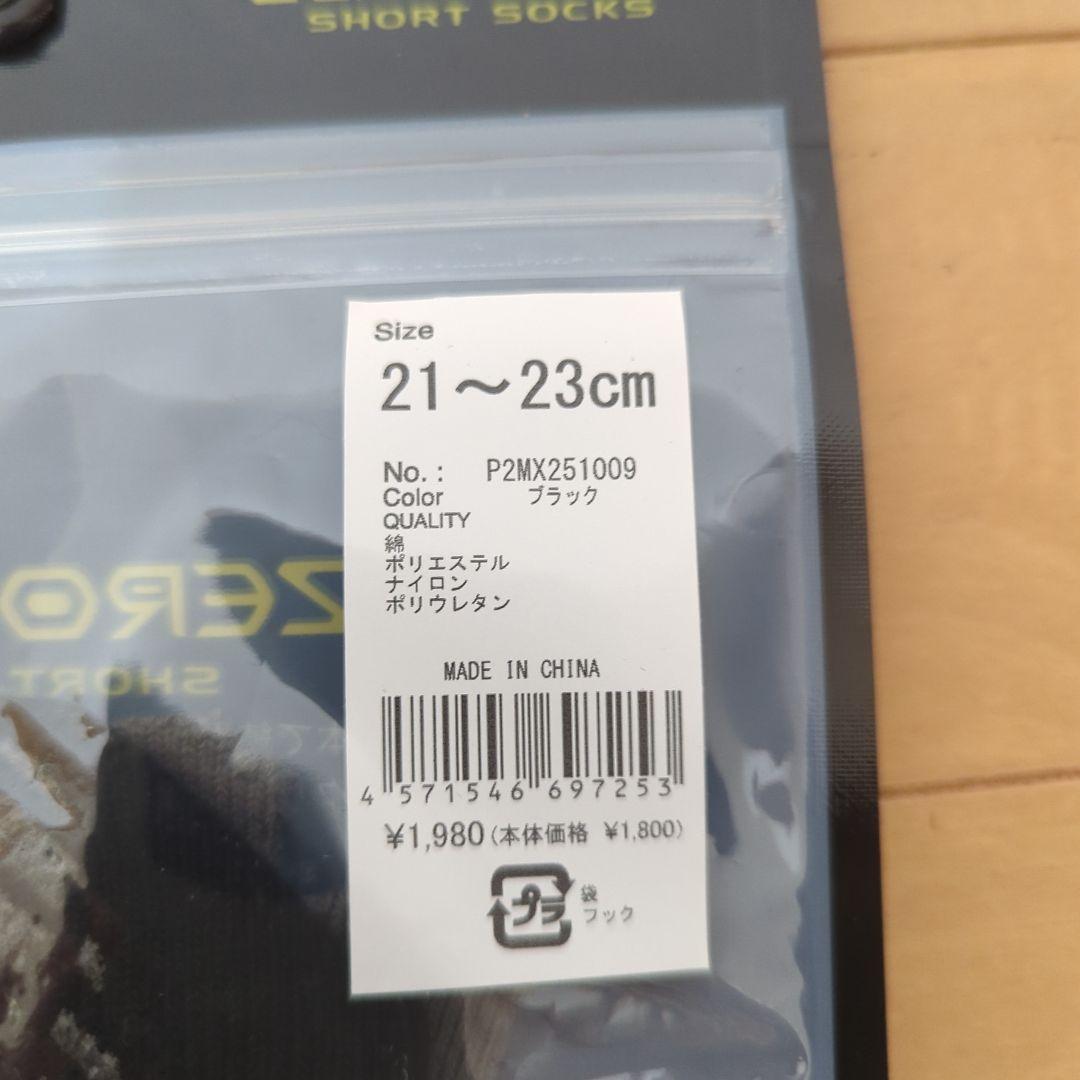 SHORT SOCKS
Size
21～23cm
No.: P2MX251009
Color ブラック
QUALITY
綿
ポリエステル
ナイロン
ポリウレタン
ZERO
SHORT
MADE IN CHINA
4 571546 697253
¥1,980(本体価格 ¥1,800)
プラ
袋
フック